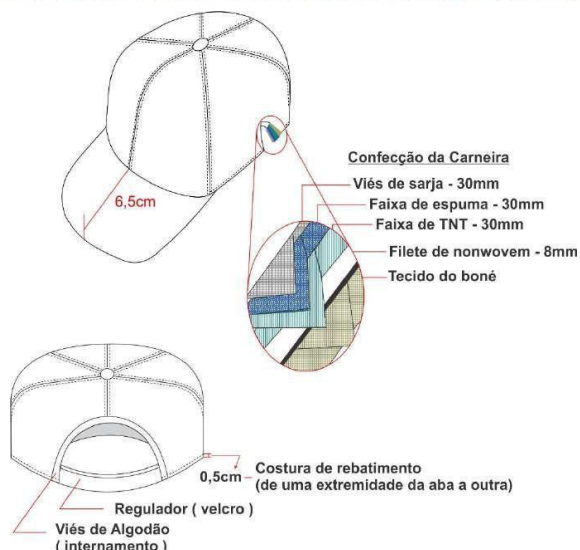 6,5cm
Confecção da Carneira
Viés de sarja - 30mm
Faixa de espuma - 30mm
Faixa de TNT - 30mm
Filete de nonwovem - 8mm
Tecido do boné
0,5cm
Costura de rebatimento
(de uma extremidade da aba a outra)
Regulador ( velcro )
Viés de Algodão
( internamento )